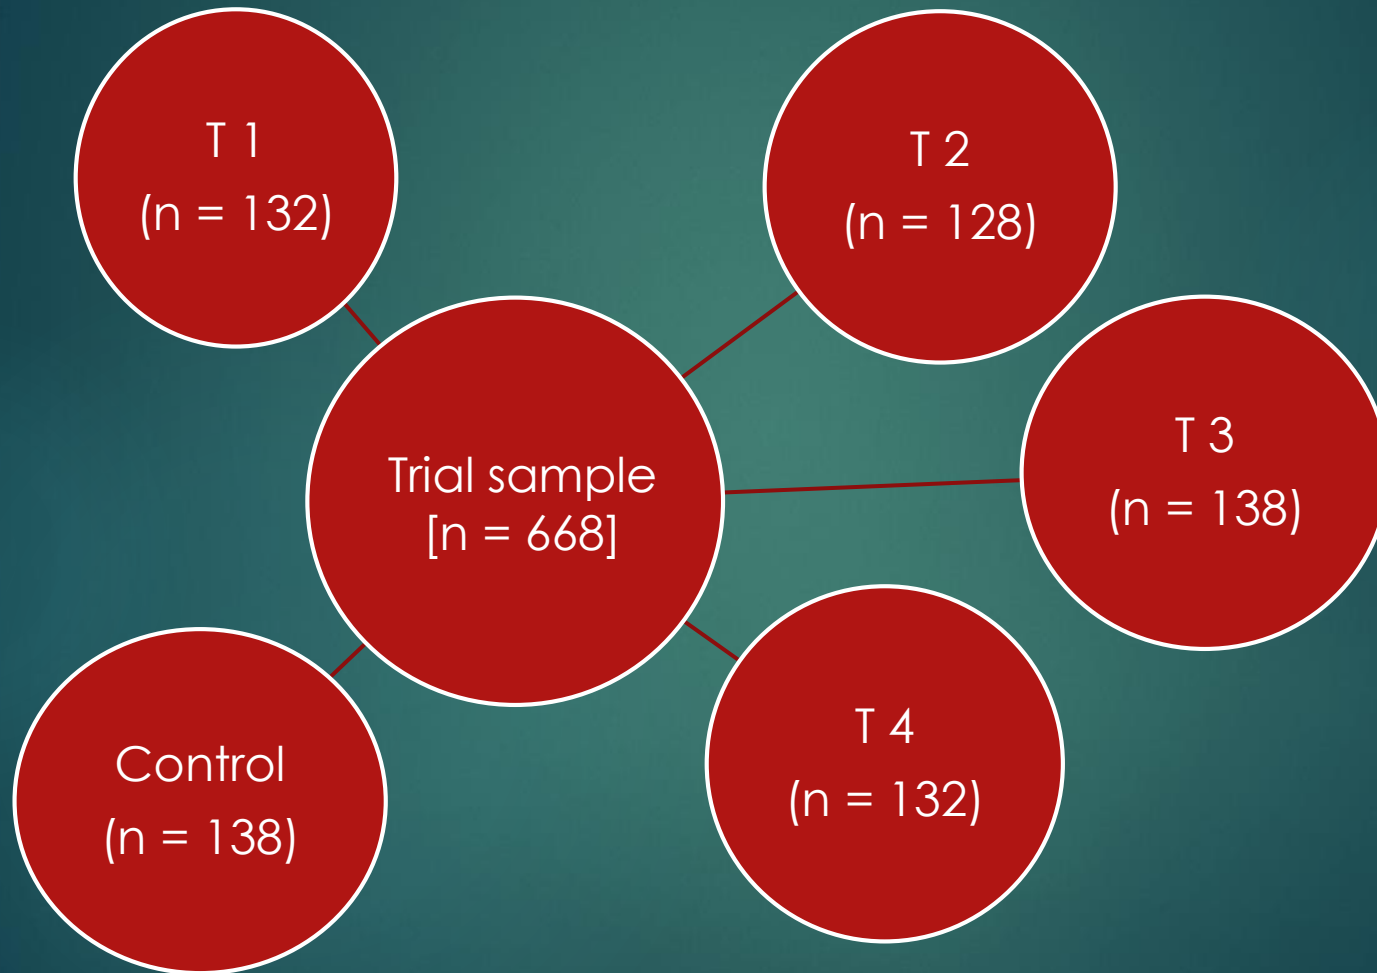 T 1
(n = 132)
T 2
(n = 128)
T 3
(n = 138)
Trial sample
[n = 668]
T 4
(n = 132)
Control
(n = 138)